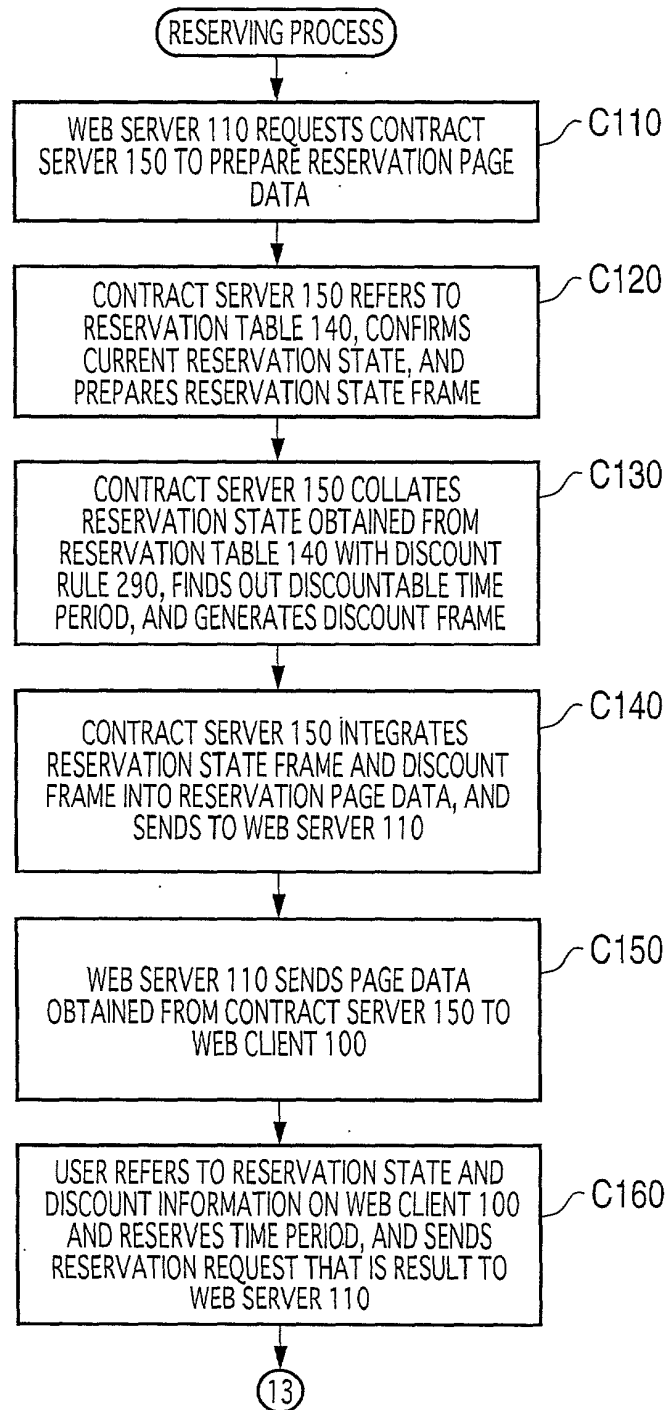 RESERVING PROCESS
WEB SERVER 110 REQUESTS CONTRACT
SERVER 150 TO PREPARE RESERVATION PAGE
DATA
C110
CONTRACT SERVER 150 REFERS TO
RESERVATION TABLE 140, CONFIRMS
CURRENT RESERVATION STATE, AND
PREPARES RESERVATION STATE FRAME
C120
CONTRACT SERVER 150 COLLATES
RESERVATION STATE OBTAINED FROM
RESERVATION TABLE 140 WITH DISCOUNT
RULE 290, FINDS OUT DISCOUNTABLE TIME
PERIOD, AND GENERATES DISCOUNT FRAME
C130
CONTRACT SERVER 150 INTEGRATES
RESERVATION STATE FRAME AND DISCOUNT
FRAME INTO RESERVATION PAGE DATA, AND
SENDS TO WEB SERVER 110
C140
WEB SERVER 110 SENDS PAGE DATA
OBTAINED FROM CONTRACT SERVER 150 TO
WEB CLIENT 100
C150
USER REFERS TO RESERVATION STATE AND
DISCOUNT INFORMATION ON WEB CLIENT 100
AND RESERVES TIME PERIOD, AND SENDS
RESERVATION REQUEST THAT IS RESULT TO
WEB SERVER 110
C160
13